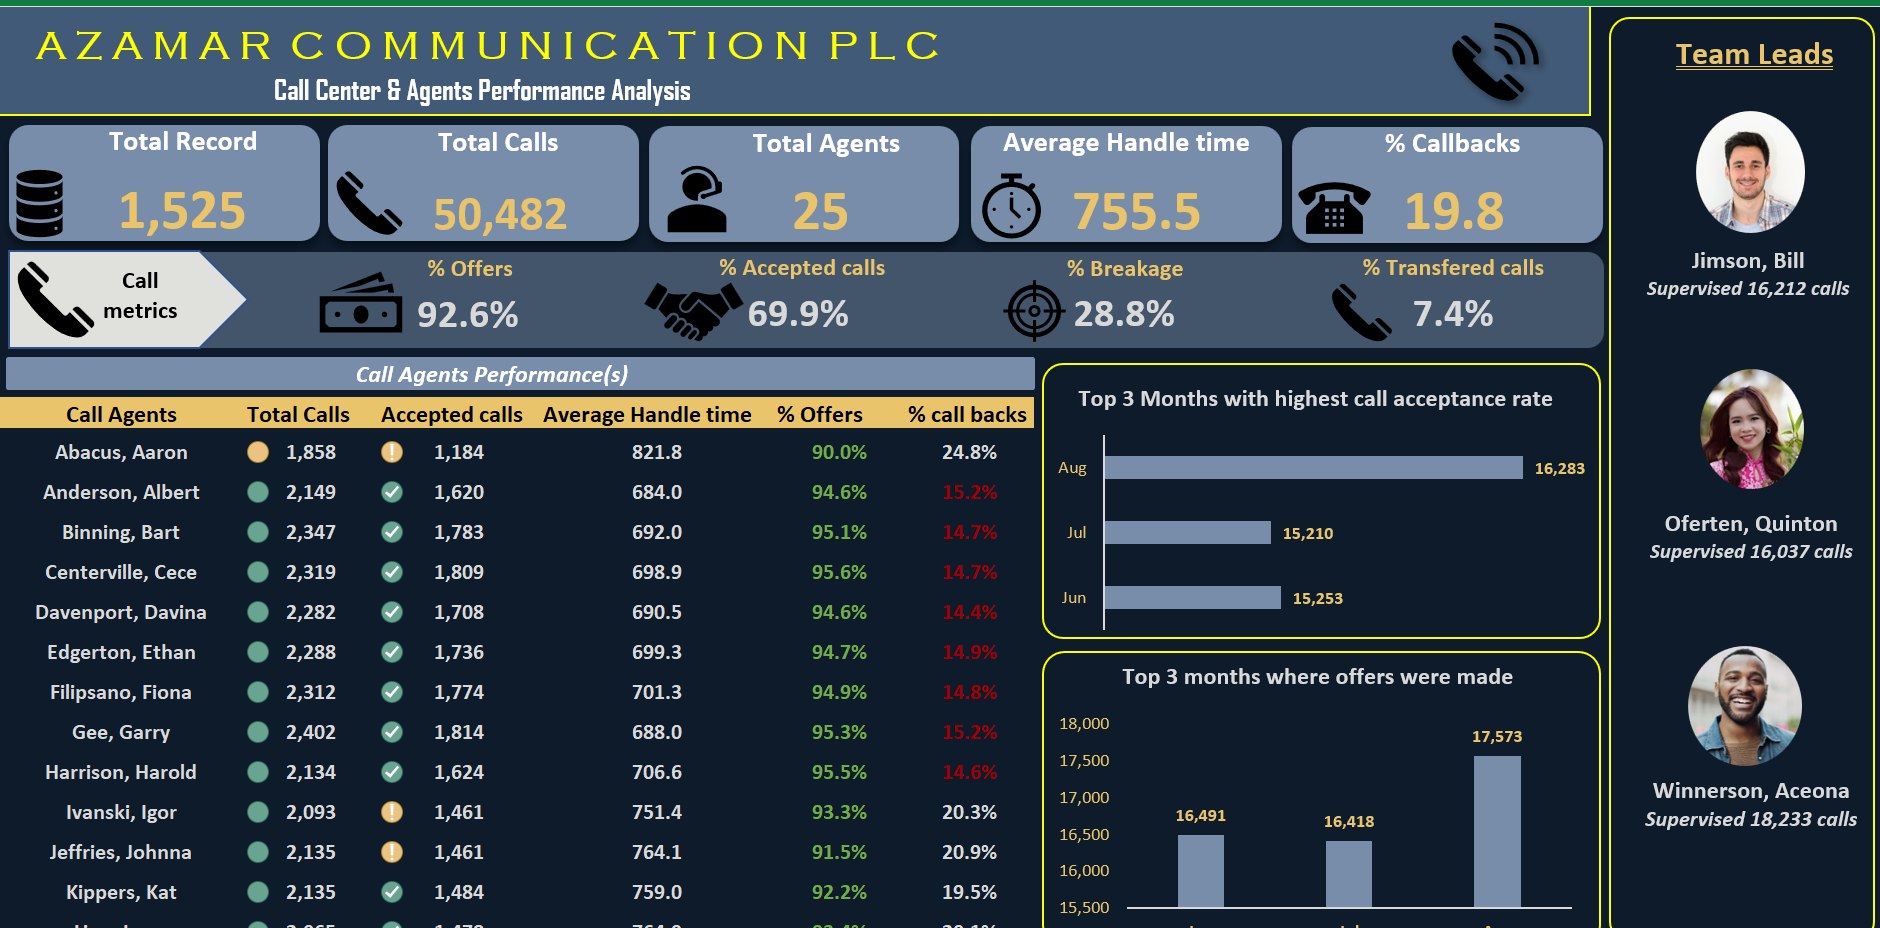 AZAMAR COMMUNICATION PLC
Call Center & Agents Performance Analysis
Total Record
1,525
Total Calls
50,482
Total Agents
25
Average Handle time
755.5
% Callbacks
19.8
Call
metrics
% Offers
92.6%
% Accepted calls
69.9%
% Breakage
28.8%
% Transfered calls
7.4%
Call Agents Performance(s)
Call Agents Total Calls Accepted calls Average Handle time % Offers % call backs
Abacus, Aaron 1,858 1,184 821.8 90.0% 24.8%
Anderson, Albert 2,149 1,620 684.0 94.6% 15.2%
Binning, Bart 2,347 1,783 692.0 95.1% 14.7%
Centerville, Cece 2,319 1,809 698.9 95.6% 14.7%
Davenport, Davina 2,282 1,708 690.5 94.6% 14.4%
Edgerton, Ethan 2,288 1,736 699.3 94.7% 14.9%
Filipsano, Fiona 2,312 1,774 701.3 94.9% 14.8%
Gee, Garry 2,402 1,814 688.0 95.3% 15.2%
Harrison, Harold 2,134 1,624 706.6 95.5% 14.6%
Ivanski, Igor 2,093 1,461 751.4 93.3% 20.3%
Jeffries, Johnna 2,135 1,461 764.1 91.5% 20.9%
Kippers, Kat 2,135 1,484 759.0 92.2% 19.5%
Top 3 Months with highest call acceptance rate
Aug 16,283
Jul 15,210
Jun 15,253
Top 3 months where offers were made
18,000
17,500
17,000
16,500
16,000
15,500
16,491
16,418
17,573
Team Leads
Jimson, Bill
Supervised 16,212 calls
Oferten, Quinton
Supervised 16,037 calls
Winnerson, Aceona
Supervised 18,233 calls